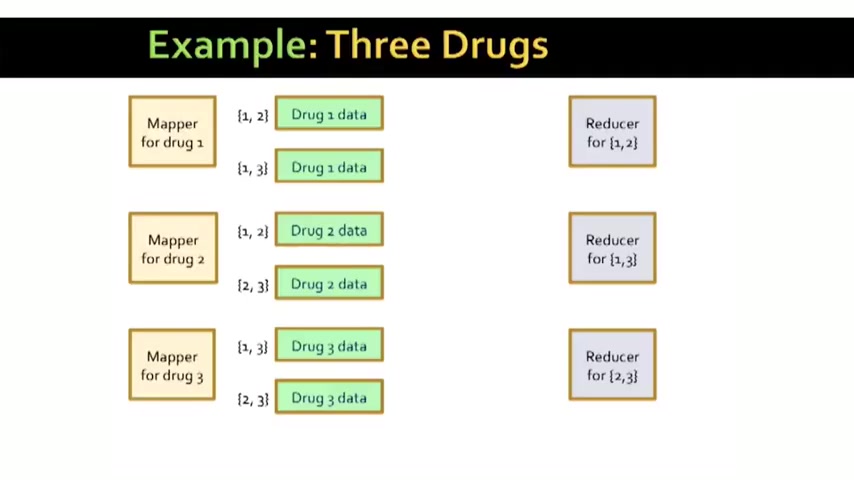 Example: Three Drugs
Mapper
for drug 1
{1, 2} Drug 1 data
{1, 3} Drug 1 data
Reducer
for {1,2}
Mapper
for drug 2
{1, 2} Drug 2 data
{2, 3} Drug 2 data
Reducer
for {1,3}
Mapper
for drug 3
{1, 3} Drug 3 data
{2, 3} Drug 3 data
Reducer
for {2,3}